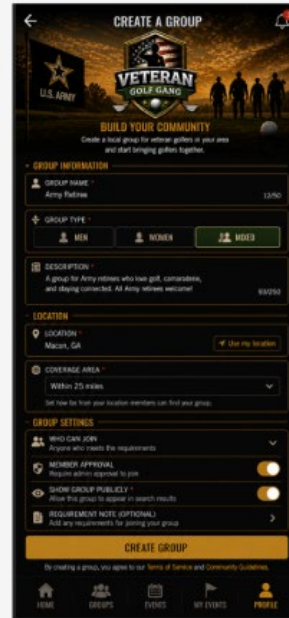 CREATE A GROUP
U.S. ARMY
VETERAN
GOLF GANG
BUILD YOUR COMMUNITY
Create a local group for veteran golfers in your area
and start bringing golfers together.
GROUP INFORMATION
GROUP NAME *
Army Retiree
12/50
GROUP TYPE *
MEN
WOMEN
MIXED
DESCRIPTION *
A group for Army retirees who love golf, camaraderie,
and staying connected. All Army retirees welcome!
93/250
LOCATION
LOCATION *
Macon, GA
Use my location
COVERAGE AREA *
Within 25 miles
Set how far from your location members can find your group.
GROUP SETTINGS
WHO CAN JOIN
Anyone who meets the requirements
MEMBER APPROVAL
Require admin approval to join
SHOW GROUP PUBLICLY *
Allow this group to appear in search results
REQUIREMENT NOTE (OPTIONAL)
Add any requirements for joining your group
CREATE GROUP
By creating a group, you agree to our Terms of Service and Community Guidelines.
HOME
GROUPS
EVENTS
MY EVENTS
PROFILE